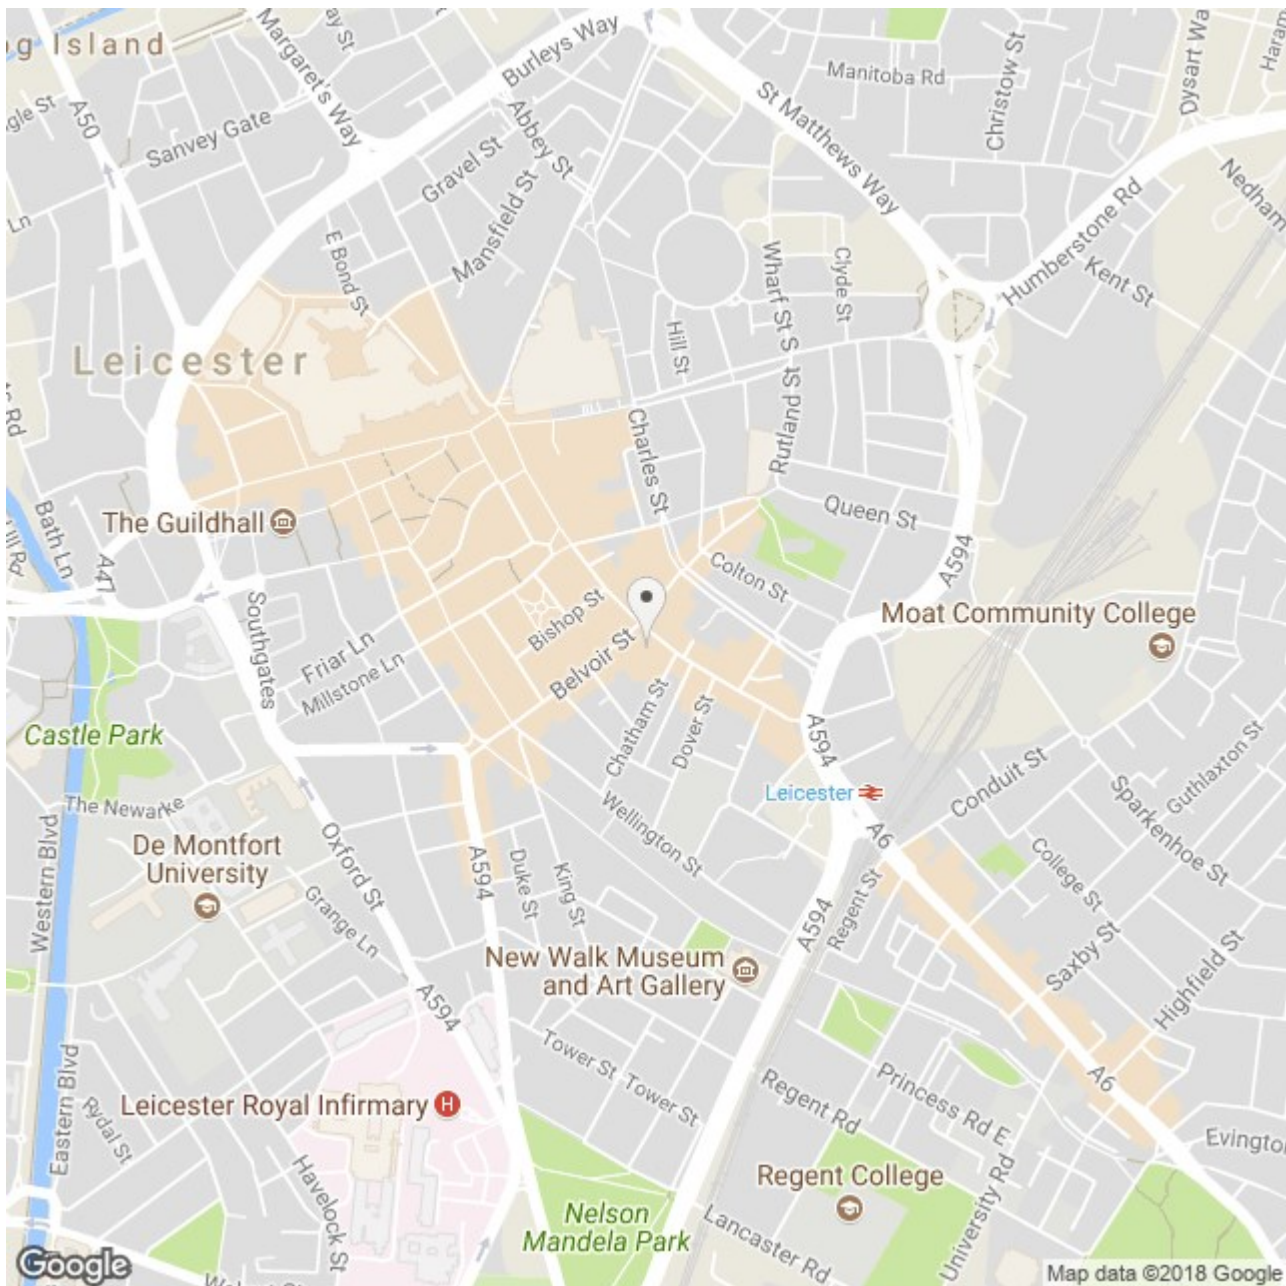 og Island
Margaret's Way
Burleys Way
Manitoba Rd
Christow St
Dysart Wa
Haran
A50
Sanvey Gate
Abbey St
Gravel St
Mansfield St
St Matthews Way
Humberstone Rd
Nedham
Ln
E Bond St
Wharf St S
Clyde St
Kent St
Leicester
Hill St
Rutland St
Charles St
Rd
Bath Ln
The Guildhall
Queen St
A47
Southgates
Bishop St
Colton St
A594
Moat Community College
Friar Ln
Millstone Ln
Belvoir St
Castle Park
Chatham St
Dover St
A594
Leicester
Conduit St
Guthlaxton St
Sparkenhoe St
The Newarke
De Montfort
University
Oxford St
Wellington St
A6
Western Blvd
A594
Duke St
King St
Regent St
College St
Grange Ln
A594
Saxby St
Highfield St
New Walk Museum
and Art Gallery
A594
Tower St
Tower St
Regent Rd
Princess Rd E
A6
Leicester Royal Infirmary
H
Eastern Blvd
Rydal St
Havelock St
Evington
Regent College
University Rd
Nelson
Mandela Park
Lancaster Rd
Google
Map data ©2018 Google